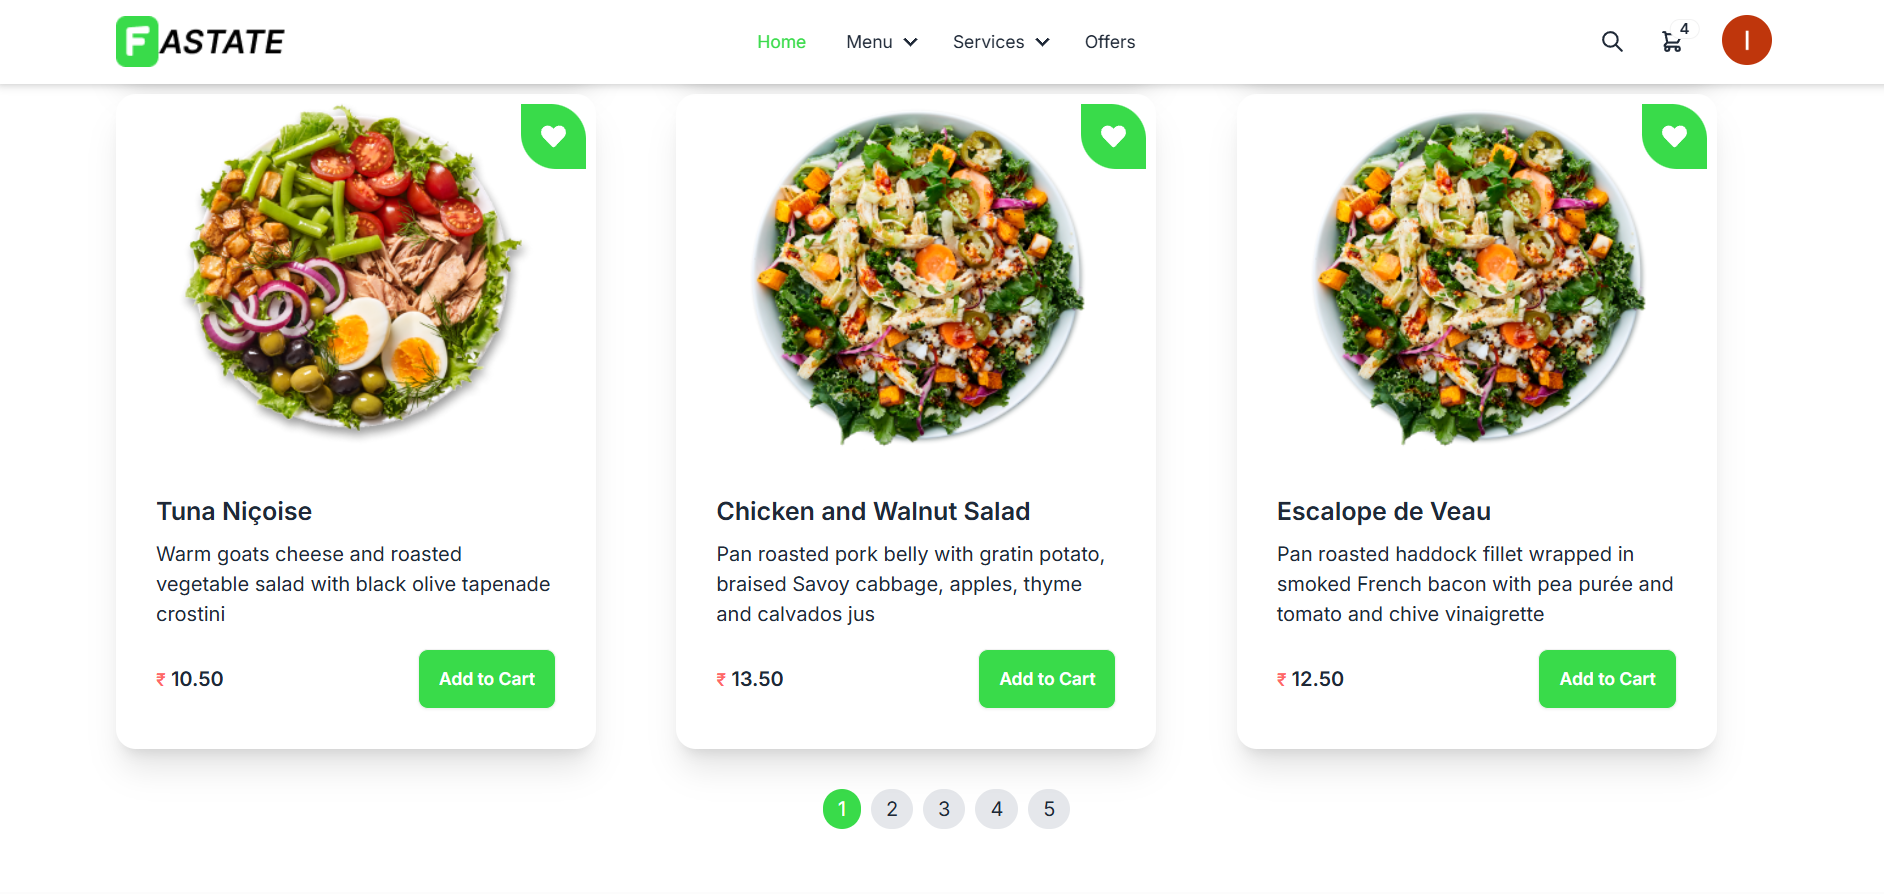 FASTATE
Home Menu Services Offers
4
I
Tuna Niçoise
Warm goats cheese and roasted
vegetable salad with black olive tapenade
crostini
₹ 10.50
Add to Cart
Chicken and Walnut Salad
Pan roasted pork belly with gratin potato,
braised Savoy cabbage, apples, thyme
and calvados jus
₹ 13.50
Add to Cart
Escalope de Veau
Pan roasted haddock fillet wrapped in
smoked French bacon with pea purée and
tomato and chive vinaigrette
₹ 12.50
Add to Cart
1 2 3 4 5